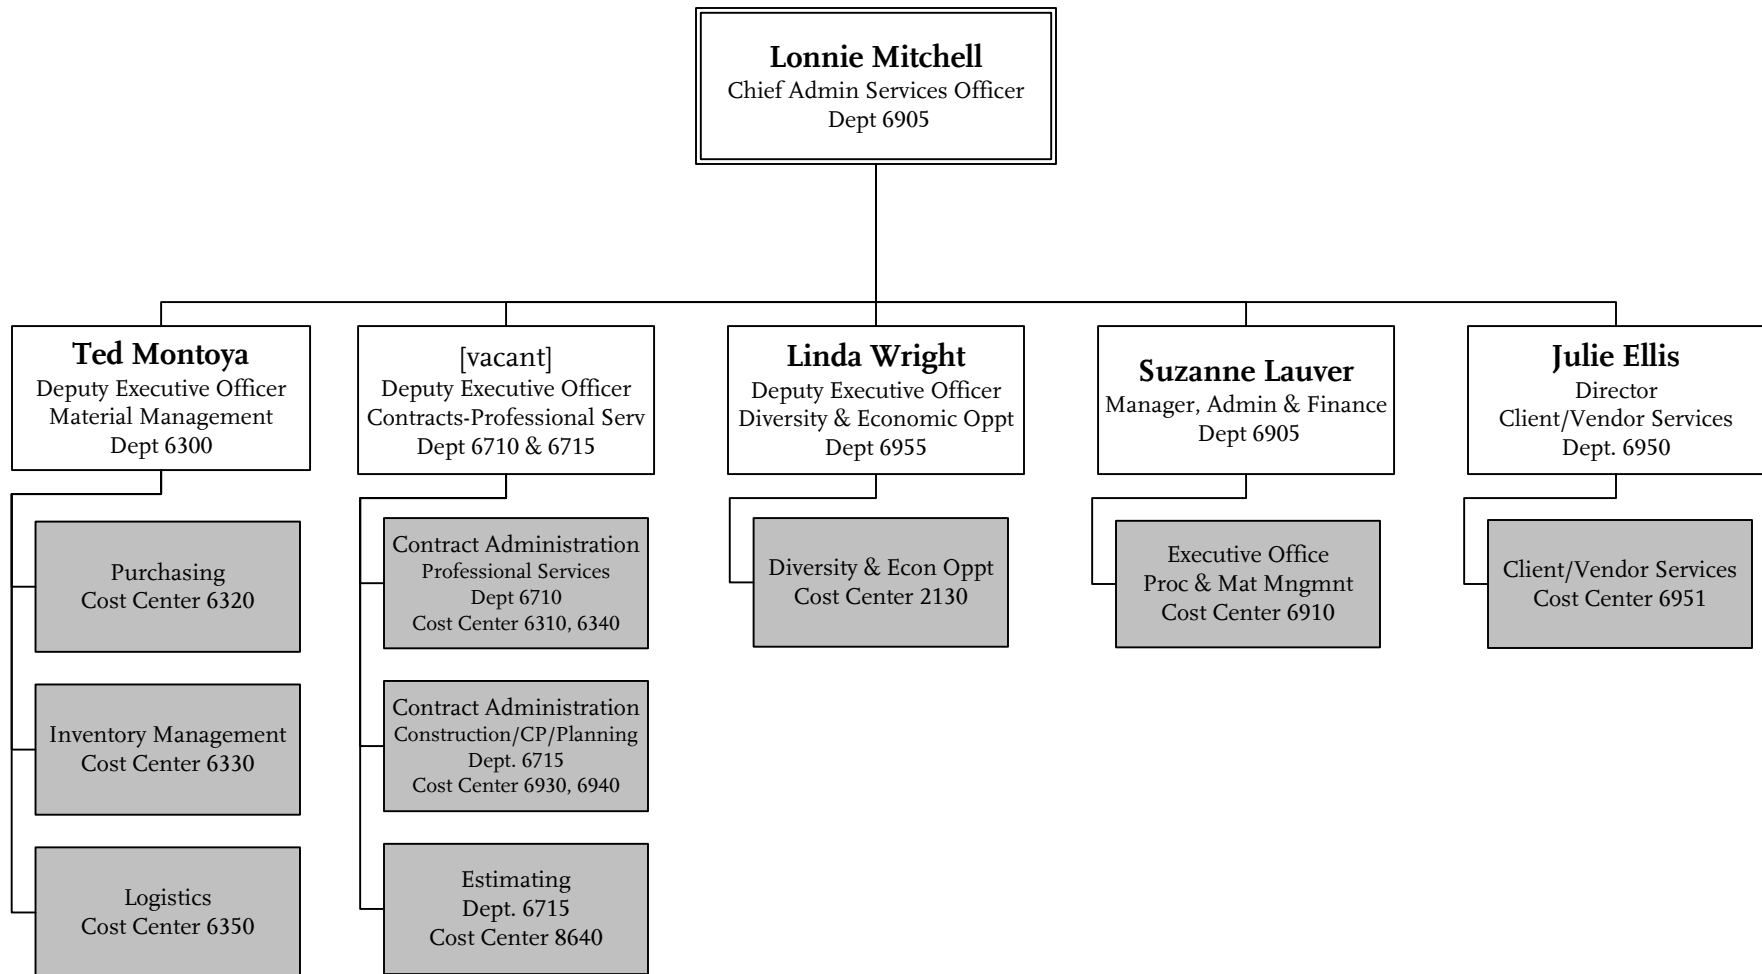 Lonnie Mitchell
Chief Admin Services Officer
Dept 6905
Ted Montoya
Deputy Executive Officer
Material Management
Dept 6300
[vacant]
Deputy Executive Officer
Contracts-Professional Serv
Dept 6710 & 6715
Linda Wright
Deputy Executive Officer
Diversity & Economic Oppt
Dept 6955
Suzanne Lauver
Manager, Admin & Finance
Dept 6905
Julie Ellis
Director
Client/Vendor Services
Dept. 6950
Purchasing
Cost Center 6320
Contract Administration
Professional Services
Dept 6710
Cost Center 6310, 6340
Diversity & Econ Oppt
Cost Center 2130
Executive Office
Proc & Mat Mngmnt
Cost Center 6910
Client/Vendor Services
Cost Center 6951
Inventory Management
Cost Center 6330
Contract Administration
Construction/CP/Planning
Dept. 6715
Cost Center 6930, 6940
Logistics
Cost Center 6350
Estimating
Dept. 6715
Cost Center 8640